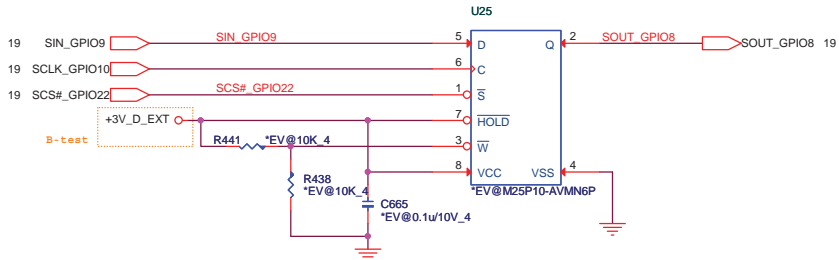 U25
19 SIN_GPIO9 SIN_GPIO9 5 D Q 2 SOUT_GPIO8 SOUT_GPIO8 19
19 SCLK_GPIO10 6 C
19 SCS#_GPIO22 SCS#_GPIO22 1 S
+3V_D_EXT 7 HOLD
B-test R441 *EV@10K_4 3 W
R438 8 VCC VSS 4
*EV@10K_4 *EV@M25P10-AVMN6P
C665
*EV@0.1u/10V_4